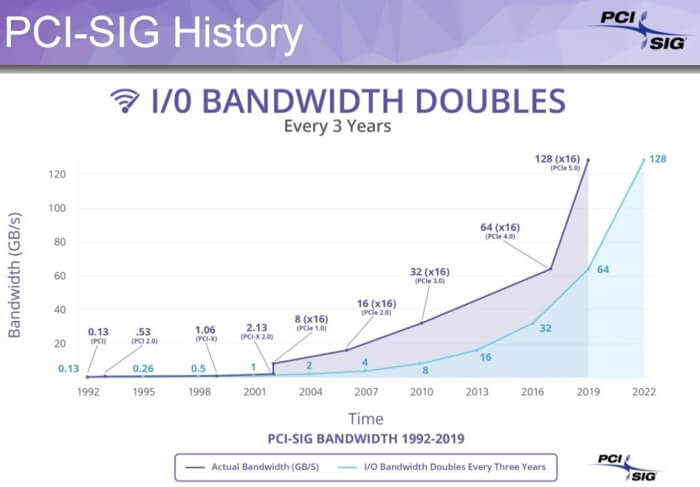 PCI-SIG History
PCI
SIG
I/0 BANDWIDTH DOUBLES
Every 3 Years
Bandwidth (GB/s)
120
100
80
60
40
20
0.13
0.13
(PCI)
.53
(PCI 2.0)
1.06
(PCI-X)
2.13
(PCI-X 2.0)
8 (x16)
(PCIe 1.0)
16 (x16)
(PCIe 2.0)
32 (x16)
(PCIe 3.0)
64 (x16)
(PCIe 4.0)
128 (x16)
(PCIe 5.0)
0.26
0.5
1
2
4
8
16
32
64
128
1992 1995 1998 2001 2004 2007 2010 2013 2016 2019 2022
Time
PCI-SIG BANDWIDTH 1992-2019
Actual Bandwidth (GB/S) I/O Bandwidth Doubles Every Three Years
PCI
SIG